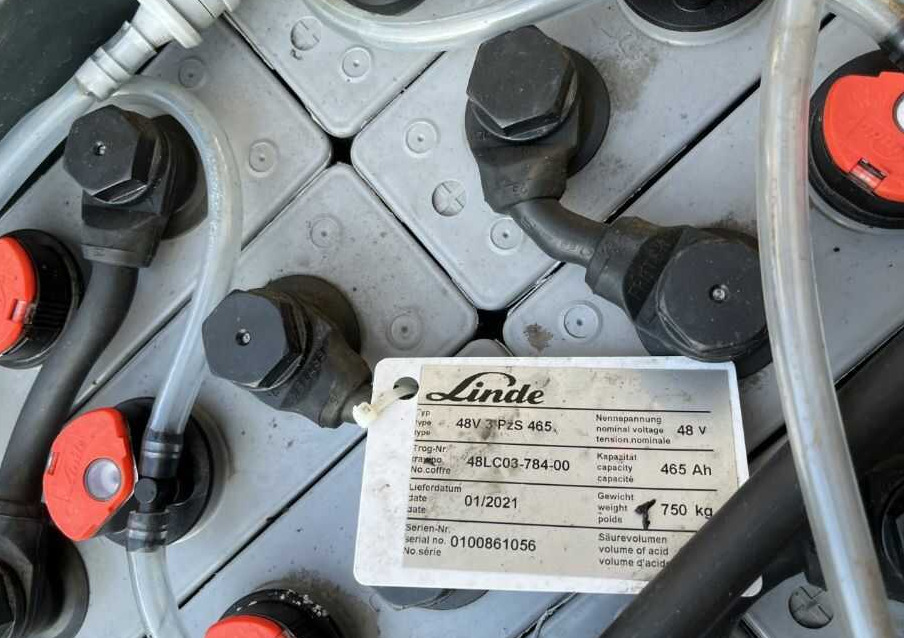 Linde
Typ
type
type
48V 3 PzS 465
Nennspannung
nominal voltage
tension.nominale
48 V
Trog-Nr.
tray no.
No.coffre
48LC03-784-00
Kapazität
capacity
capacité
465 Ah
Lieferdatum
date
date
01/2021
Gewicht
weight
poids
750 kg
Serien-Nr.
serial no.
No.série
0100861056
Säurevolumen
volume of acid
volume d'acide